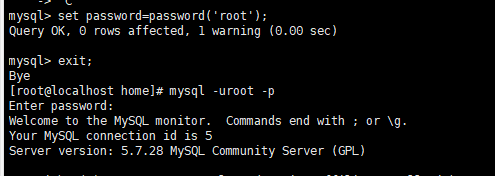 -> ^C
mysql> set password=password('root');
Query OK, 0 rows affected, 1 warning (0.00 sec)
mysql> exit;
Bye
[root@localhost home]# mysql -uroot -p
Enter password:
Welcome to the MySQL monitor.  Commands end with ; or \g.
Your MySQL connection id is 5
Server version: 5.7.28 MySQL Community Server (GPL)